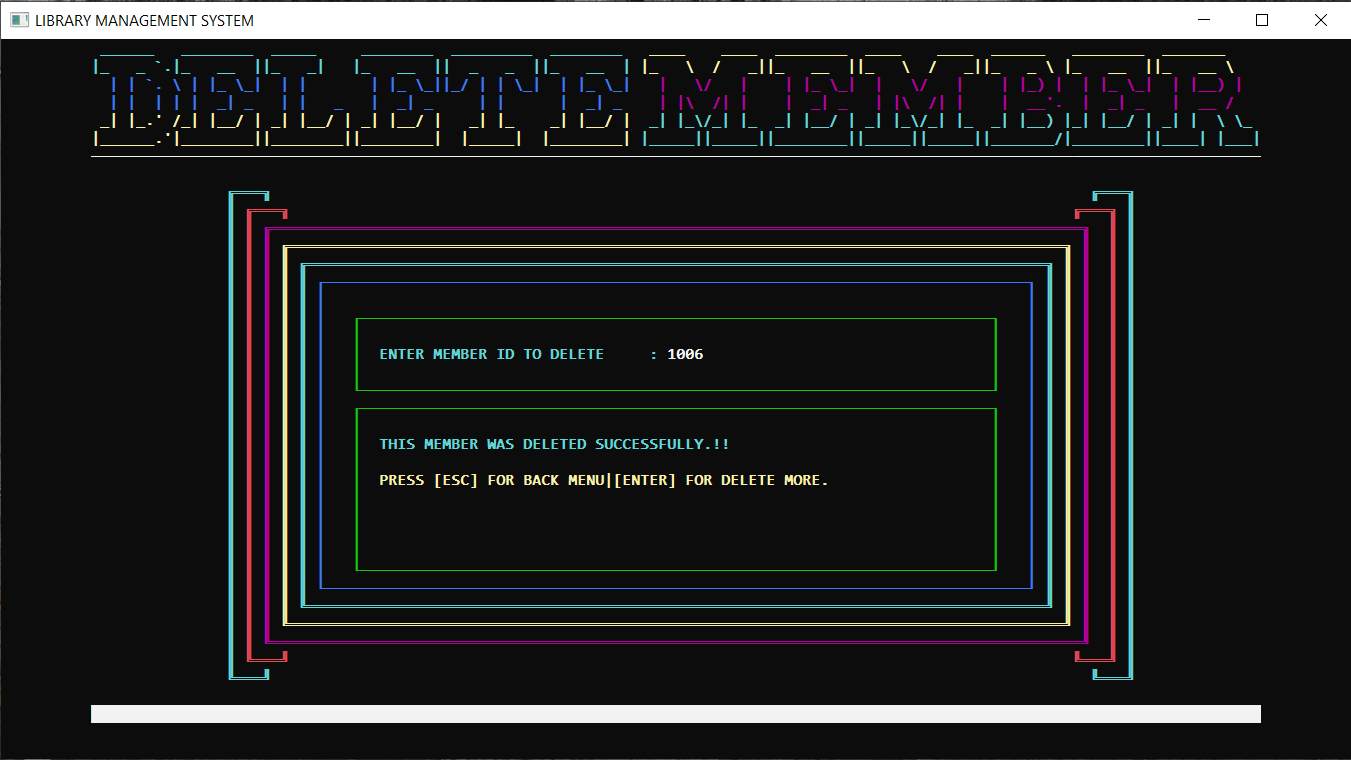 LIBRARY MANAGEMENT SYSTEM
DELETE MEMBER
ENTER MEMBER ID TO DELETE : 1006
THIS MEMBER WAS DELETED SUCCESSFULLY.!!
PRESS [ESC] FOR BACK MENU|[ENTER] FOR DELETE MORE.